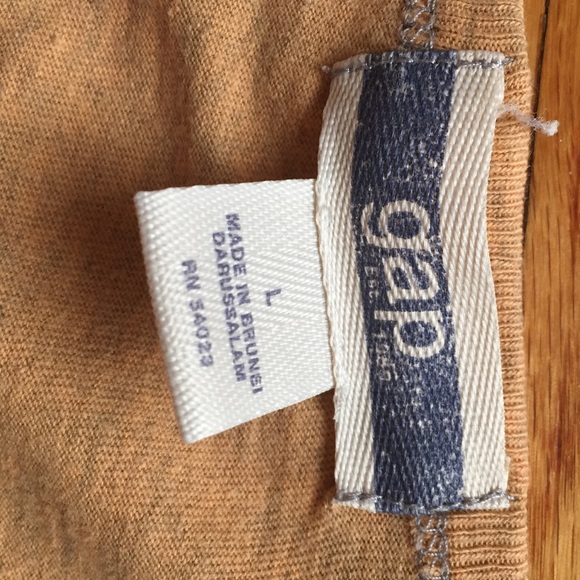 gap
L
MADE IN BRUNEI
DARUSSALAM
RN 54023